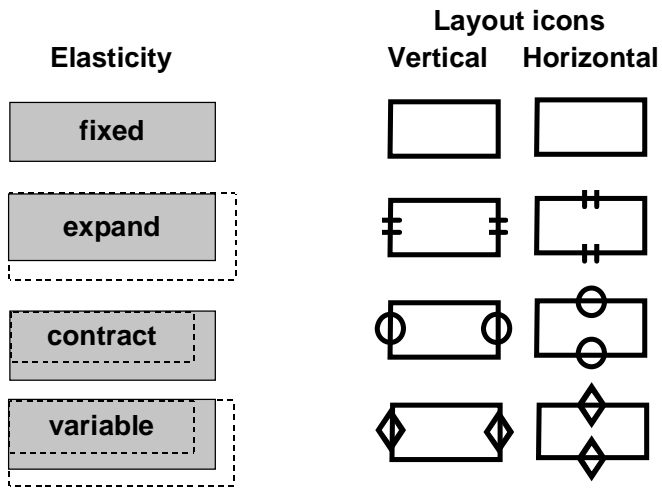 Layout icons
Elasticity Vertical Horizontal
fixed
expand
contract
variable